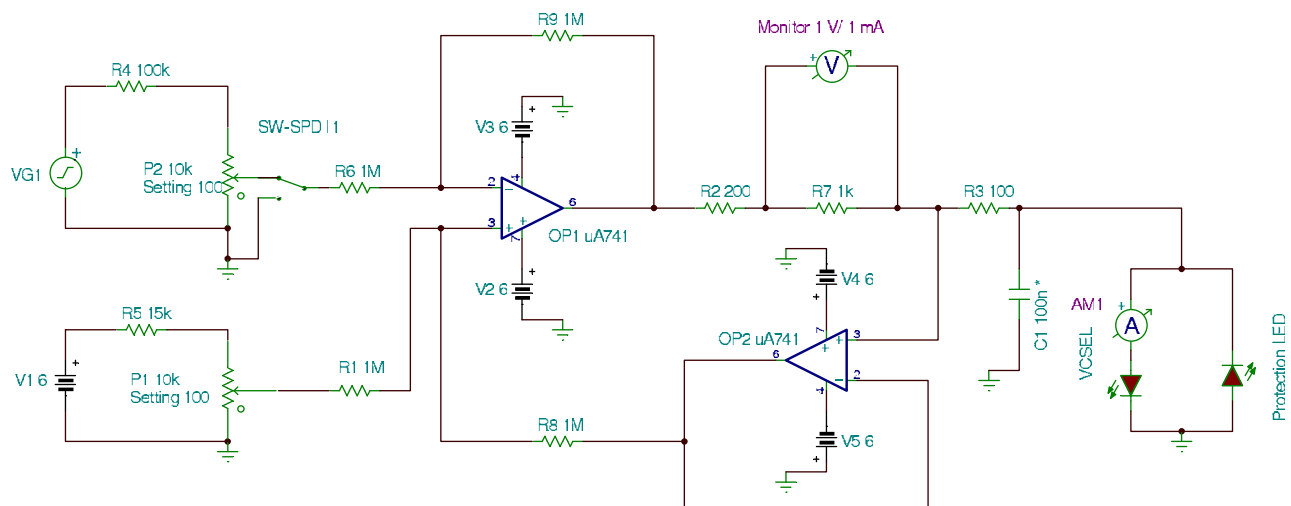 R9 1M
Monitor 1 V/ 1 mA
+
V
R4 100k
+
V3 6
SW-SPDT1
+
VG1
P2 10k
Setting 100
R6 1M
4
2
−
6
R2 200
R7 1k
R3 100
3
+
+
7
OP1 uA741
+
V2 6
V4 6
+
R5 15k
OP2 uA741
7
+
+
3
6
2
−
4
C1 100n*
AM1
+
A
VCSEL
Protection LED
+
V1 6
P1 10k
Setting 100
R1 1M
R8 1M
V5 6
+